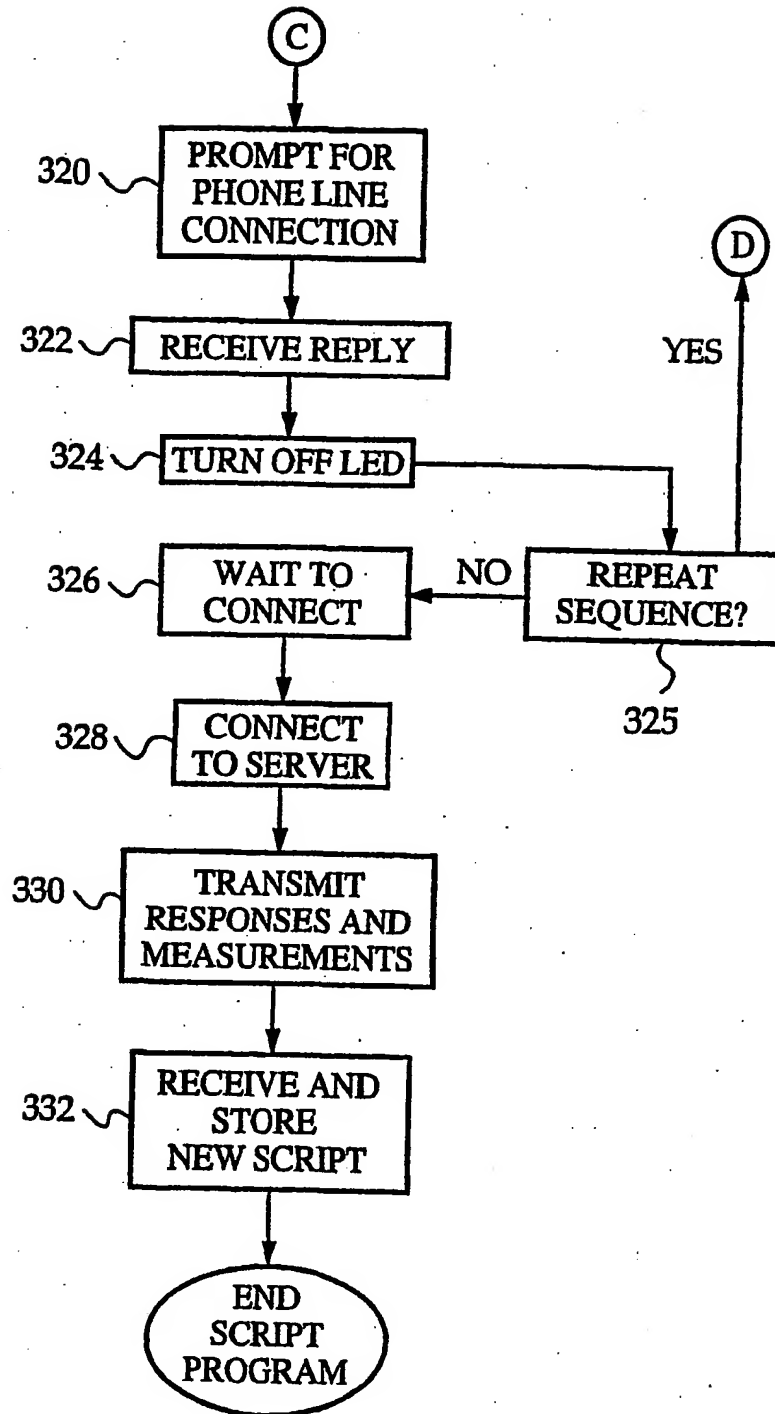 C
320
PROMPT FOR
PHONE LINE
CONNECTION
D
322
RECEIVE REPLY
YES
324
TURN OFF LED
326
WAIT TO
CONNECT
NO
REPEAT
SEQUENCE?
325
328
CONNECT
TO SERVER
330
TRANSMIT
RESPONSES AND
MEASUREMENTS
332
RECEIVE AND
STORE
NEW SCRIPT
END
SCRIPT
PROGRAM